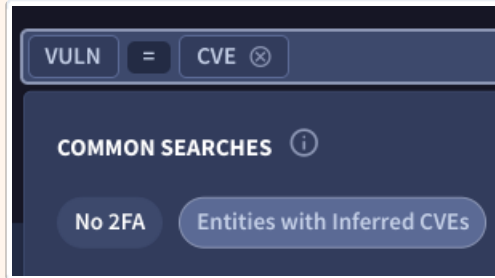 VULN = CVE
COMMON SEARCHES
No 2FA Entities with Inferred CVEs